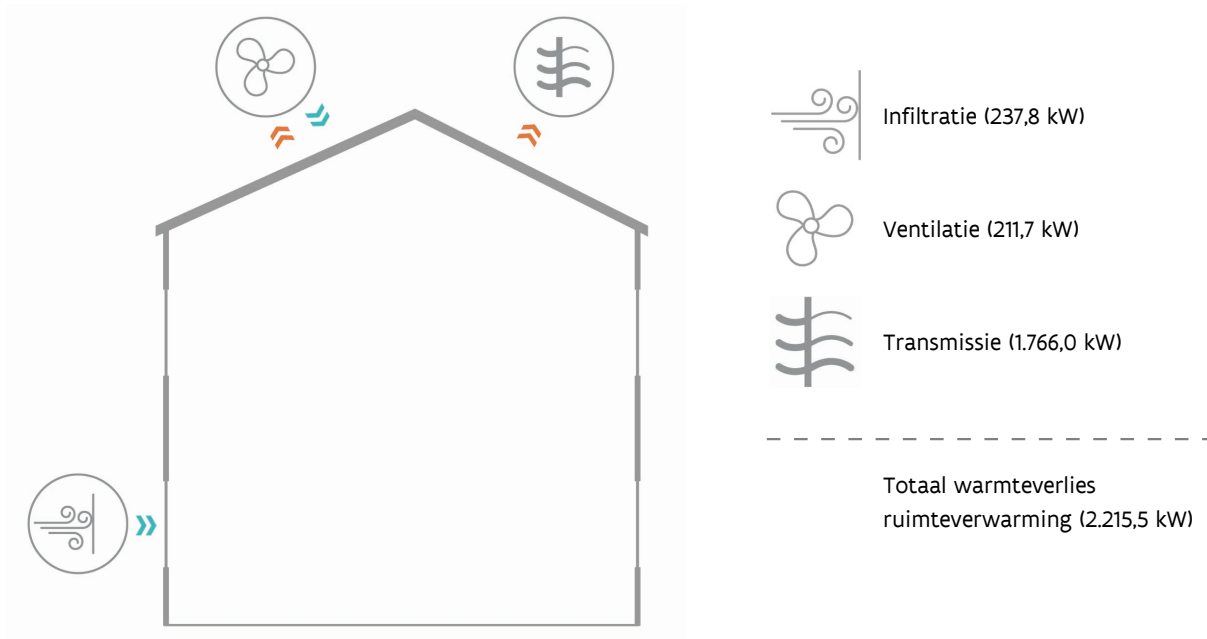 Infiltratie (237,8 kW)
Ventilatie (211,7 kW)
Transmissie (1.766,0 kW)
Totaal warmteverlies
ruimteverwarming (2.215,5 kW)